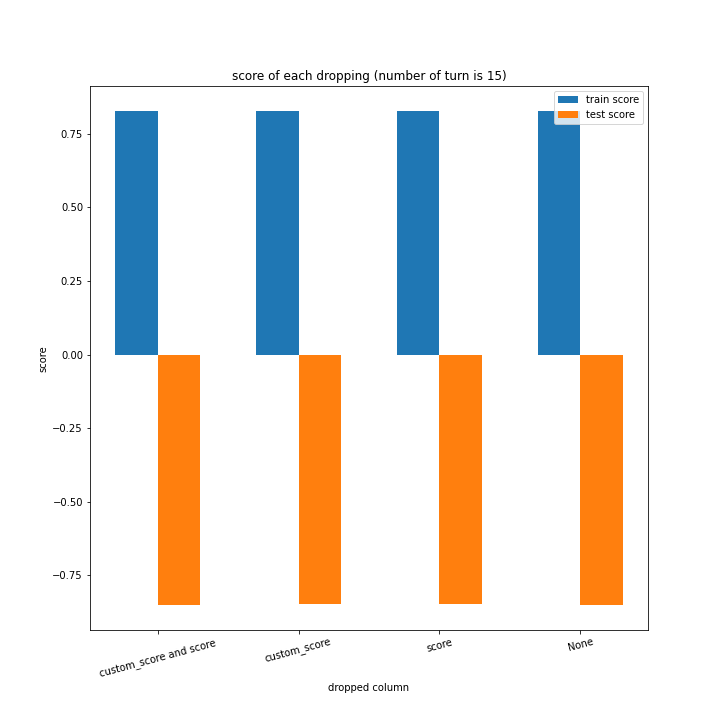 score of each dropping (number of turn is 15)
train score
test score
0.75
0.50
0.25
0.00
−0.25
−0.50
−0.75
score
custom_score and score
custom_score
score
None
dropped column